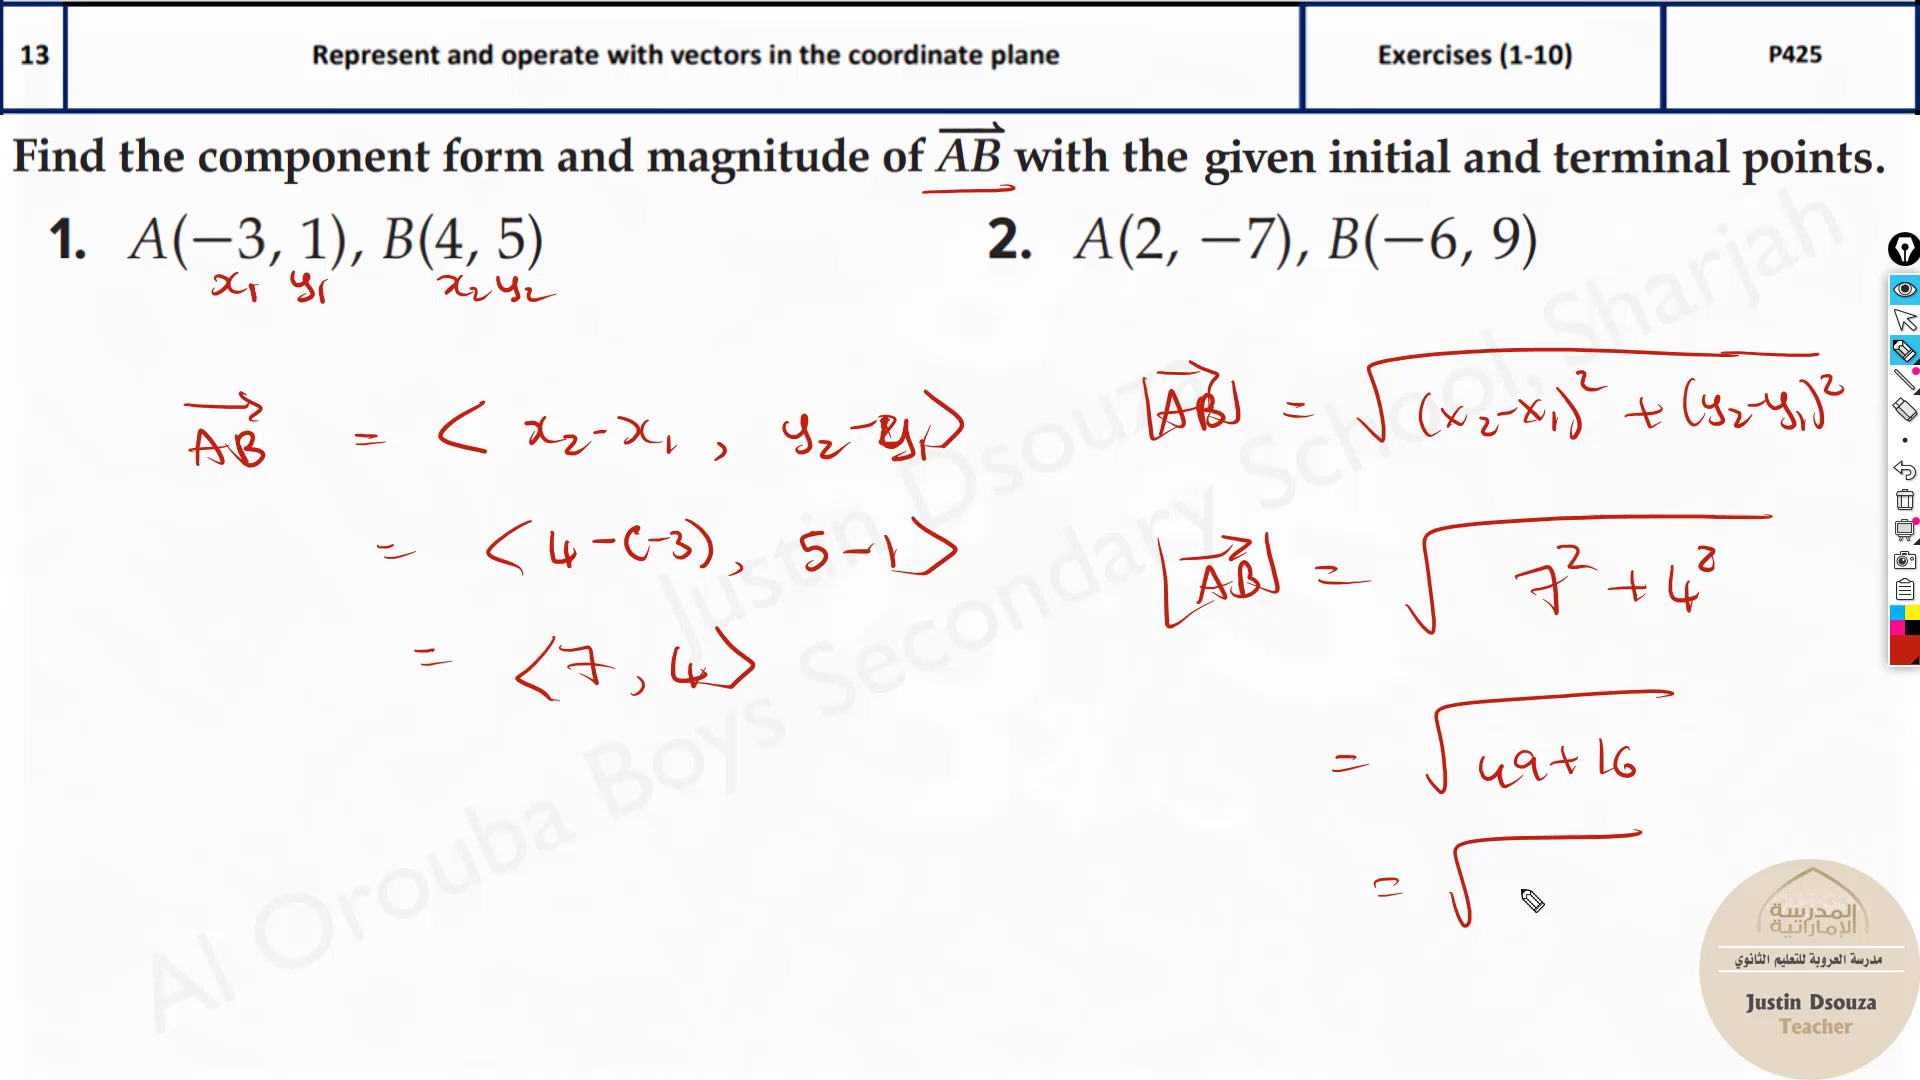 13 Represent and operate with vectors in the coordinate plane Exercises (1-10) P425
Find the component form and magnitude of AB with the given initial and terminal points.
1. A(−3, 1), B(4, 5)
x₁ y₁ x₂ y₂
2. A(2, −7), B(−6, 9)
AB = < x₂-x₁ , y₂-y₁ >
= < 4-(-3), 5-1 >
= < 7, 4 >
|AB| = √(x₂-x₁)² + (y₂-y₁)²
|AB| = √7² + 4²
= √49+16
= √
Justin Dsouza
Al Orouba Boys Secondary School, Sharjah
المدرسة
الإماراتية
مدرسة العروبة للتعليم الثانوي
Justin Dsouza
Teacher